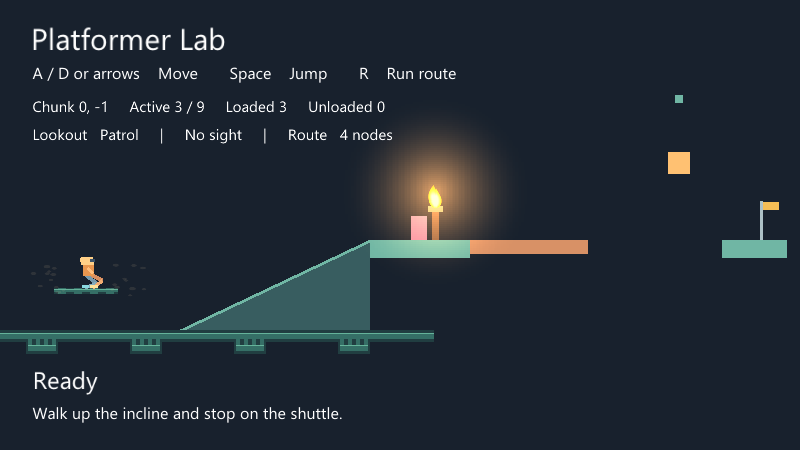 Platformer Lab
A / D or arrows Move Space Jump R Run route
Chunk 0, -1 Active 3 / 9 Loaded 3 Unloaded 0
Lookout Patrol | No sight | Route 4 nodes
Ready
Walk up the incline and stop on the shuttle.